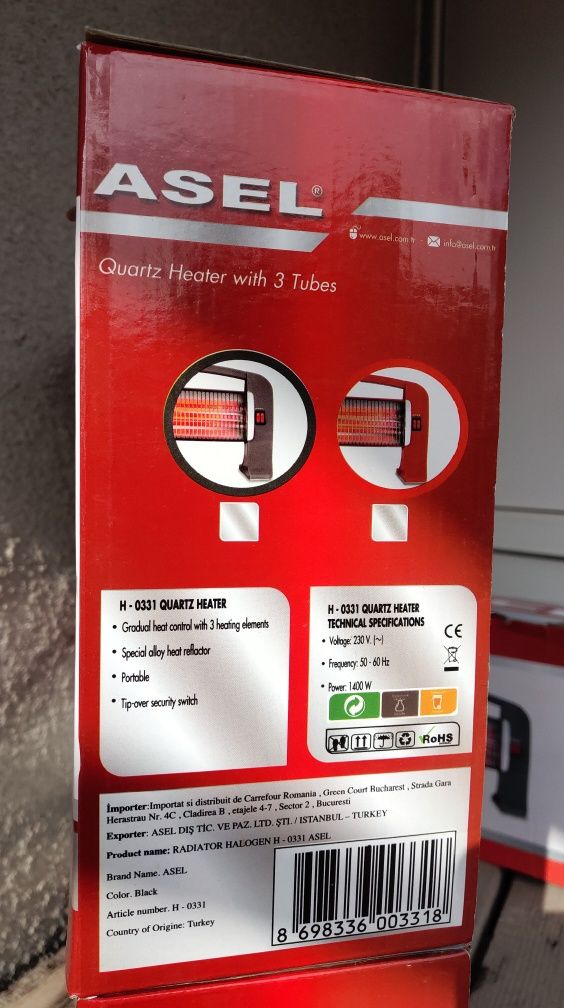 ASEL®
www.asel.com.tr - info@asel.com.tr
Quartz Heater with 3 Tubes
H - 0331 QUARTZ HEATER
• Gradual heat control with 3 heating elements
• Special alloy heat reflactor
• Portable
• Tip-over security switch
H - 0331 QUARTZ HEATER
TECHNICAL SPECIFICATIONS
• Voltage: 230 V. (~)
• Frequency: 50 - 60 Hz
• Power: 1400 W
CE
RoHS
İmporter:Importat si distribuit de Carrefour Romania , Green Court Bucharest , Strada Gara
Herastrau Nr. 4C , Cladirea B , etajele 4-7 , Sector 2 , Bucuresti
Exporter: ASEL DIŞ TİC. VE PAZ. LTD. ŞTİ. / ISTANBUL – TURKEY
Product name: RADIATOR HALOGEN H - 0331 ASEL
Brand Name. ASEL
Color. Black
Article number. H - 0331
Country of Origine: Turkey
8 698336 003318